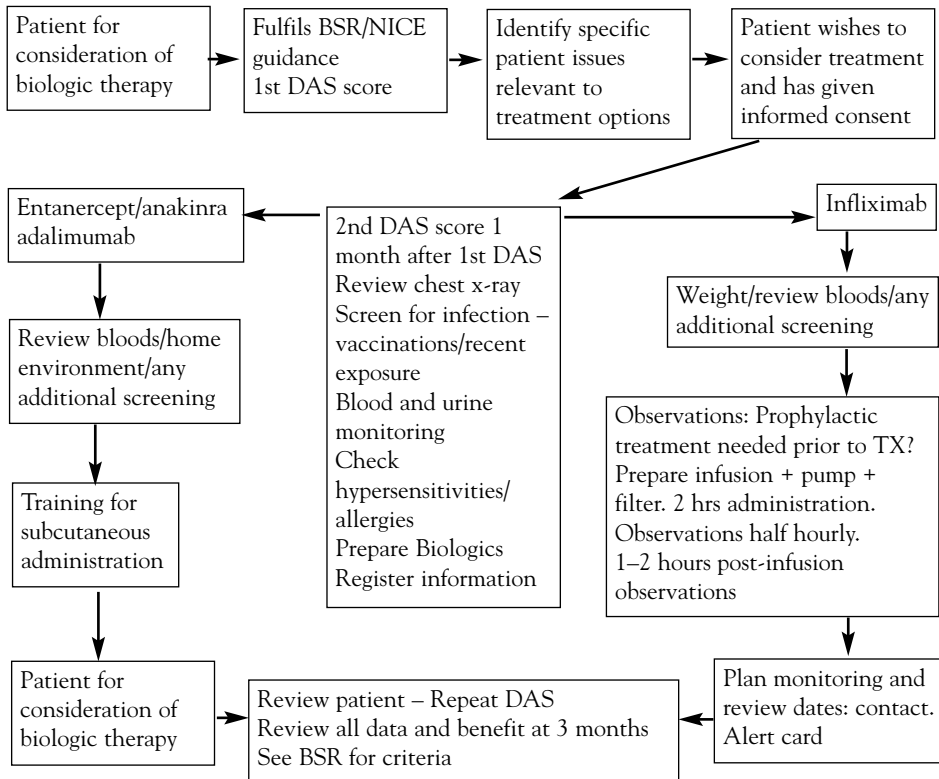 Patient for
consideration of
biologic therapy
Fulfils BSR/NICE
guidance
1st DAS score
Identify specific
patient issues
relevant to
treatment options
Patient wishes to
consider treatment
and has given
informed consent
Entanercept/anakinra
adalimumab
2nd DAS score 1
month after 1st DAS
Review chest x-ray
Screen for infection –
vaccinations/recent
exposure
Blood and urine
monitoring
Check
hypersensitivities/
allergies
Prepare Biologics
Register information
Infliximab
Review bloods/home
environment/any
additional screening
Weight/review bloods/any
additional screening
Training for
subcutaneous
administration
Observations: Prophylactic
treatment needed prior to TX?
Prepare infusion + pump +
filter. 2 hrs administration.
Observations half hourly.
1–2 hours post-infusion
observations
Patient for
consideration of
biologic therapy
Review patient – Repeat DAS
Review all data and benefit at 3 months
See BSR for criteria
Plan monitoring and
review dates: contact.
Alert card